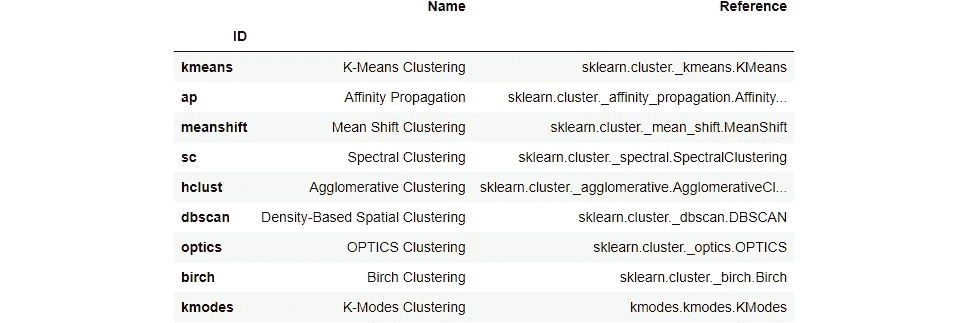 Name Reference
ID
kmeans K-Means Clustering sklearn.cluster._kmeans.KMeans
ap Affinity Propagation sklearn.cluster._affinity_propagation.Affinity...
meanshift Mean Shift Clustering sklearn.cluster._mean_shift.MeanShift
sc Spectral Clustering sklearn.cluster._spectral.SpectralClustering
hclust Agglomerative Clustering sklearn.cluster._agglomerative.AgglomerativeCl...
dbscan Density-Based Spatial Clustering sklearn.cluster._dbscan.DBSCAN
optics OPTICS Clustering sklearn.cluster._optics.OPTICS
birch Birch Clustering sklearn.cluster._birch.Birch
kmodes K-Modes Clustering kmodes.kmodes.KModes